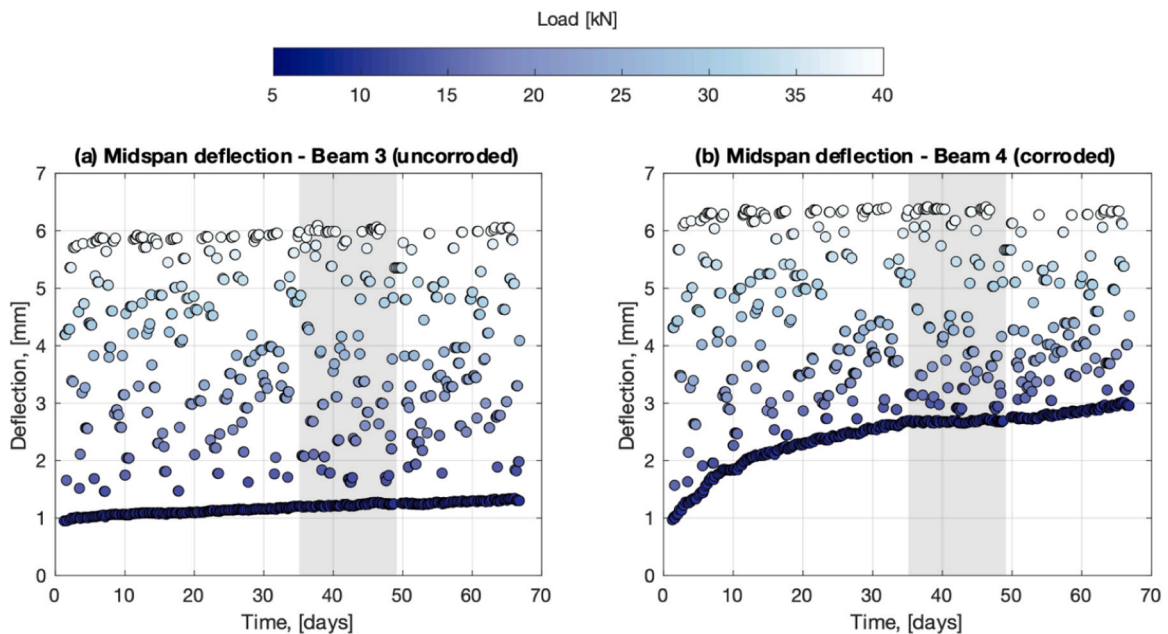 Load [kN]
5 10 15 20 25 30 35 40
(a) Midspan deflection - Beam 3 (uncorroded)
7
6
5
4
3
2
1
0
Deflection, [mm]
0 10 20 30 40 50 60 70
Time, [days]
(b) Midspan deflection - Beam 4 (corroded)
7
6
5
4
3
2
1
0
Deflection, [mm]
0 10 20 30 40 50 60 70
Time, [days]